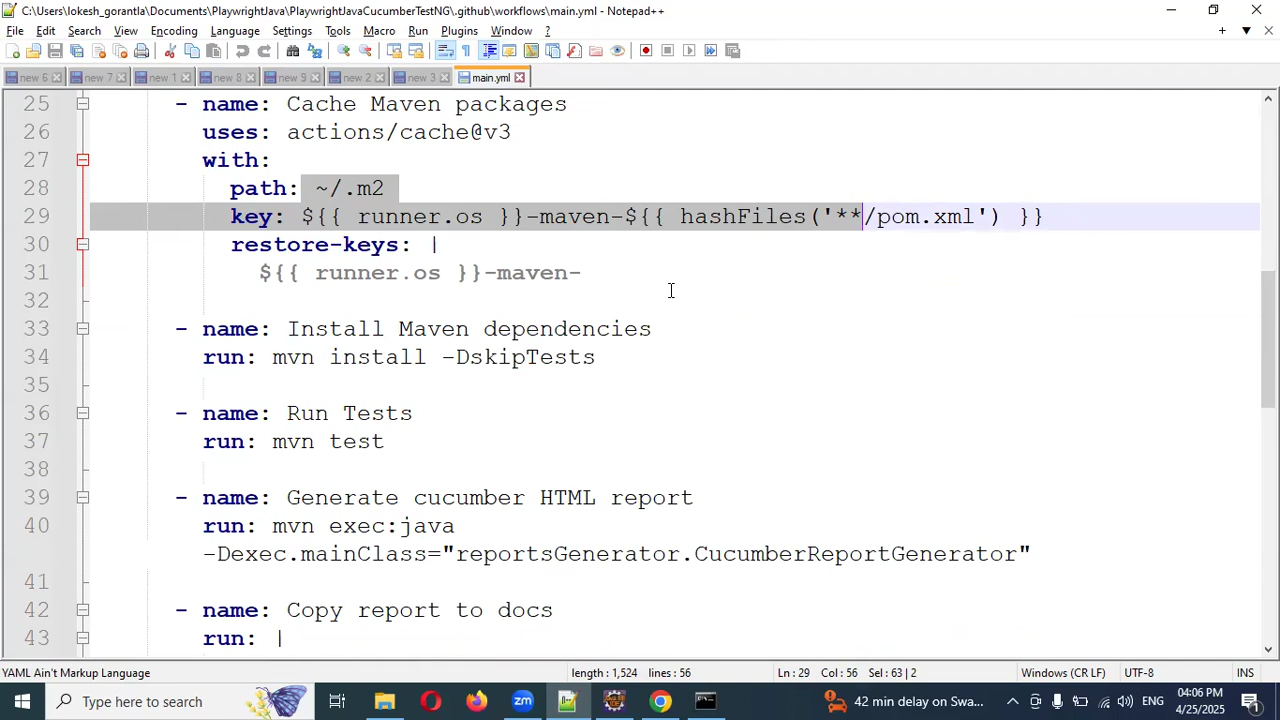 C:\Users\lokesh_gorantla\Documents\PlaywrightJavaCucumberTestNG\.github\workflows\main.yml - Notepad++
File Edit Search View Encoding Language Settings Tools Macro Run Plugins Window ?
new 6 new 7 new 1 new 8 new 9 new 2 new 3 main.yml
25 - name: Cache Maven packages
26 uses: actions/cache@v3
27 with:
28 path: ~/.m2
29 key: ${{ runner.os }}-maven-${{ hashFiles('**/pom.xml') }}
30 restore-keys: |
31 ${{ runner.os }}-maven-
32
33 - name: Install Maven dependencies
34 run: mvn install -DskipTests
35
36 - name: Run Tests
37 run: mvn test
38
39 - name: Generate cucumber HTML report
40 run: mvn exec:java
-Dexec.mainClass="reportsGenerator.CucumberReportGenerator"
41
42 - name: Copy report to docs
43 run: |
YAML Ain't Markup Language length : 1,524 lines : 56 Ln : 29 Col : 56 Sel : 63 | 2 Windows (CR LF) UTF-8 INS
Type here to search zm 42 min delay on Swa... ENG 04:06 PM
4/25/2025 1